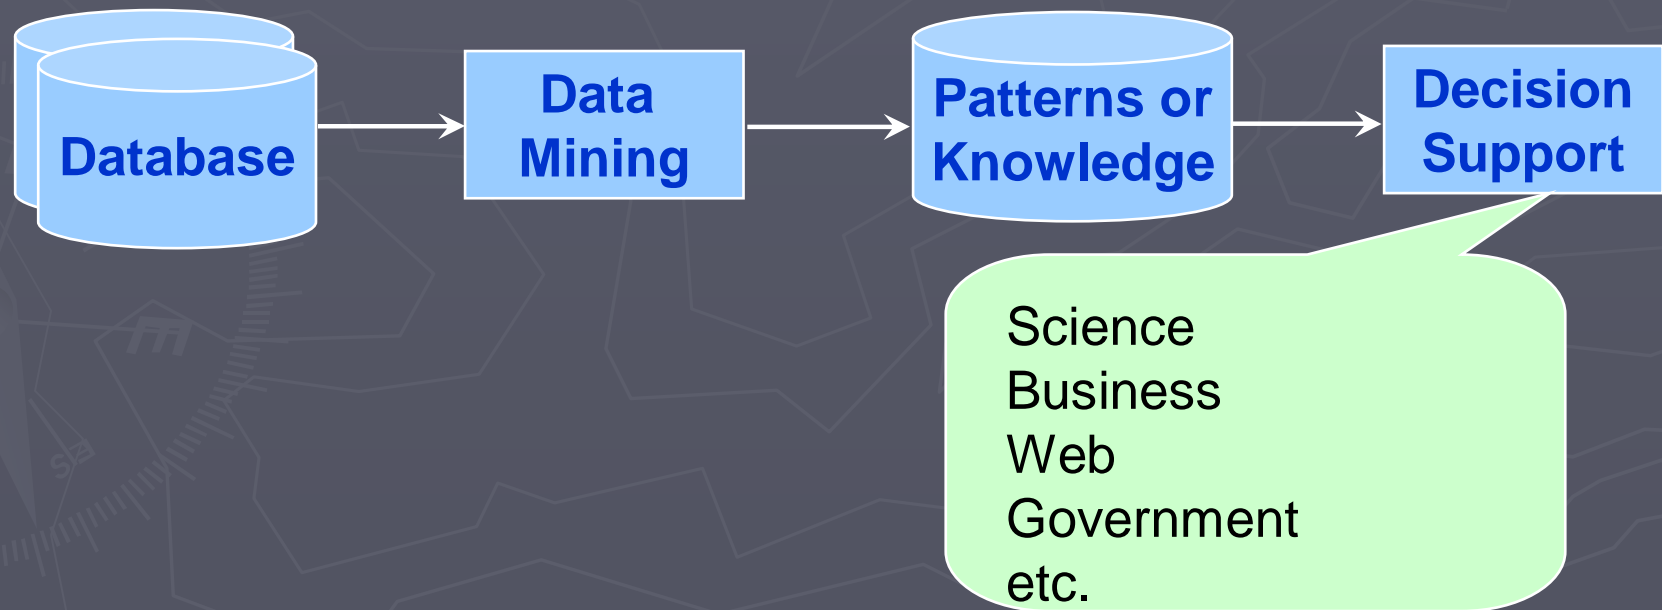 Database
Data
Mining
Patterns or
Knowledge
Decision
Support
Science
Business
Web
Government
etc.